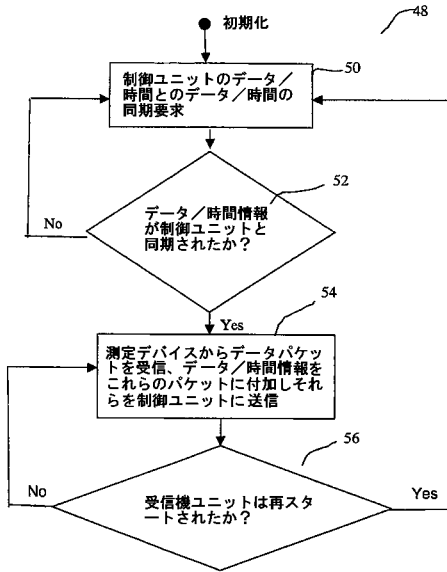 初期化
48
50
制御ユニットのデータ／
時間とのデータ／時間の
同期要求
52
データ／時間情報
が制御ユニットと
同期されたか？
No
Yes
54
測定デバイスからデータパケッ
トを受信、データ／時間情報を
これらのパケットに付加しそれ
らを制御ユニットに送信
56
No
受信機ユニットは再スタ
ートされたか？
Yes